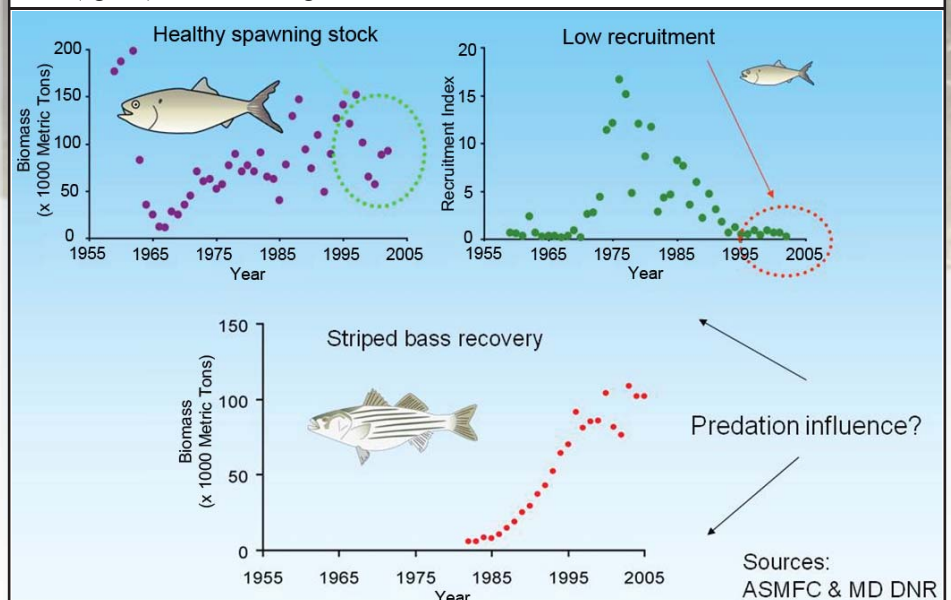 Healthy spawning stock
Biomass
(x 1000 Metric Tons)
200
150
100
50
0
1955 1965 1975 1985 1995 2005
Year
Low recruitment
Recruitment Index
20
15
10
5
0
1955 1965 1975 1985 1995 2005
Year
Striped bass recovery
Biomass
(x 1000 Metric Tons)
150
100
50
0
1955 1965 1975 1985 1995 2005
Year
Predation influence?
Sources:
ASMFC & MD DNR